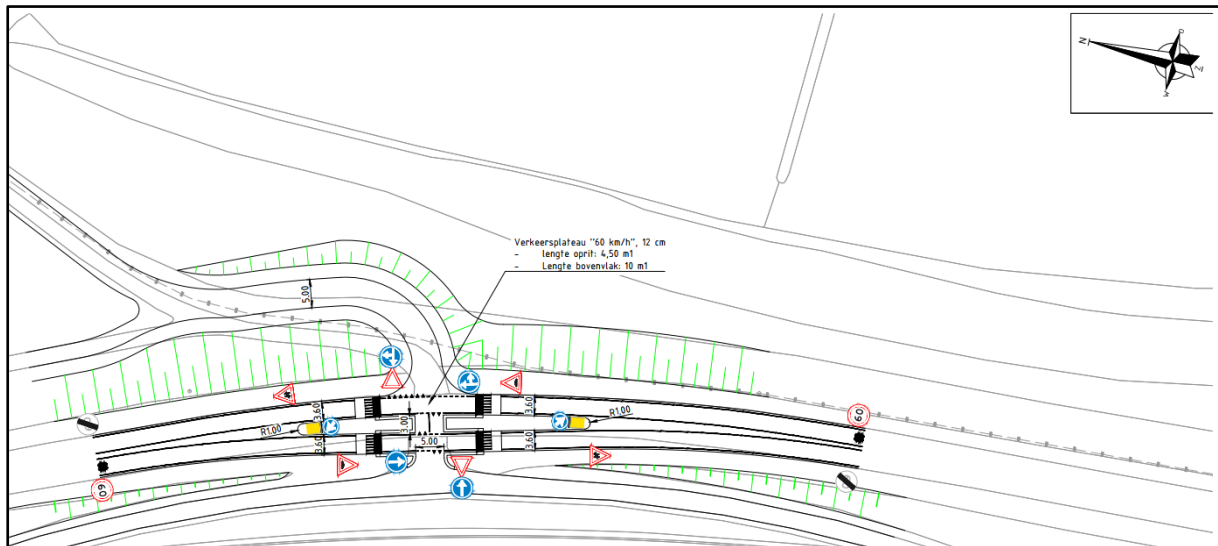 N
O
Z
W
Verkeersplateau "60 km/h", 12 cm
- lengte oprit: 4,50 m1
- Lengte bovenvlak: 10 m1
5.00
3.60
3.60
R1.00
3.00
5.00
3.60
3.60
R1.00
60
60